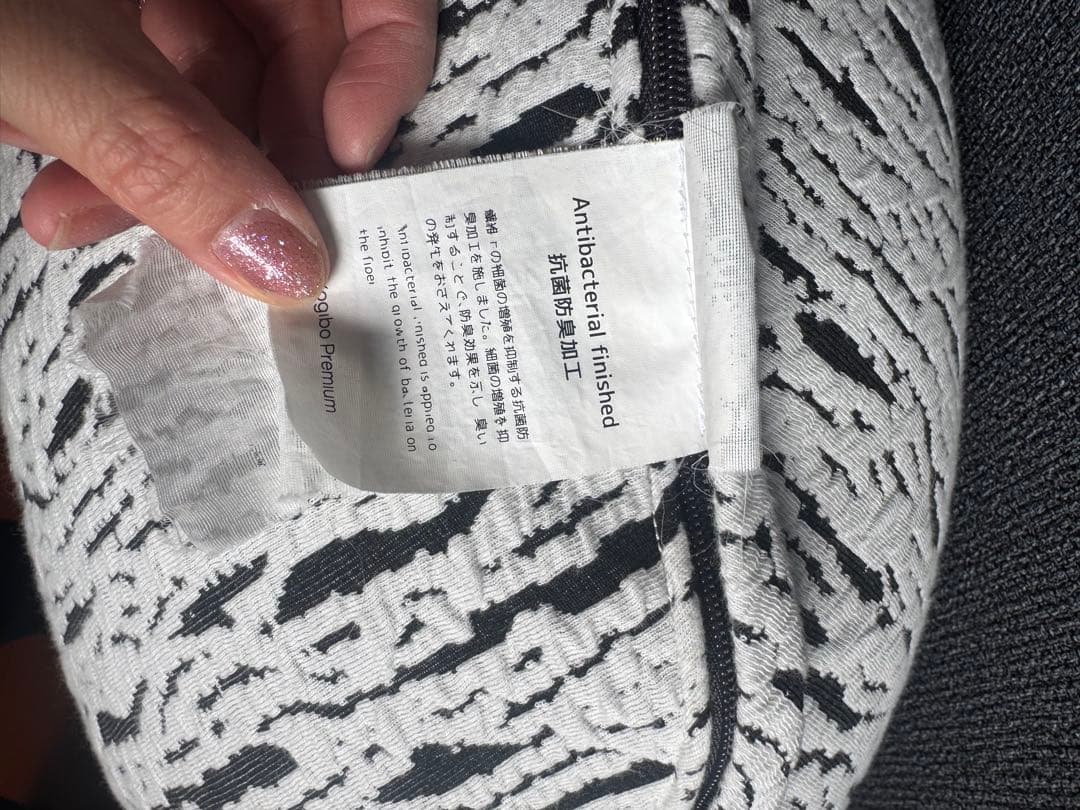 Antibacterial finished
抗菌防臭加工
の細菌の増殖を抑制する抗菌防
臭加工を施しました。細菌の増殖を抑
制することで、防臭効果を示し 臭い
の発生をおさえてくれます。
Antibacterial finished is applied to
inhibit the growth of bacteria on
the fiber
Yogibo Premium